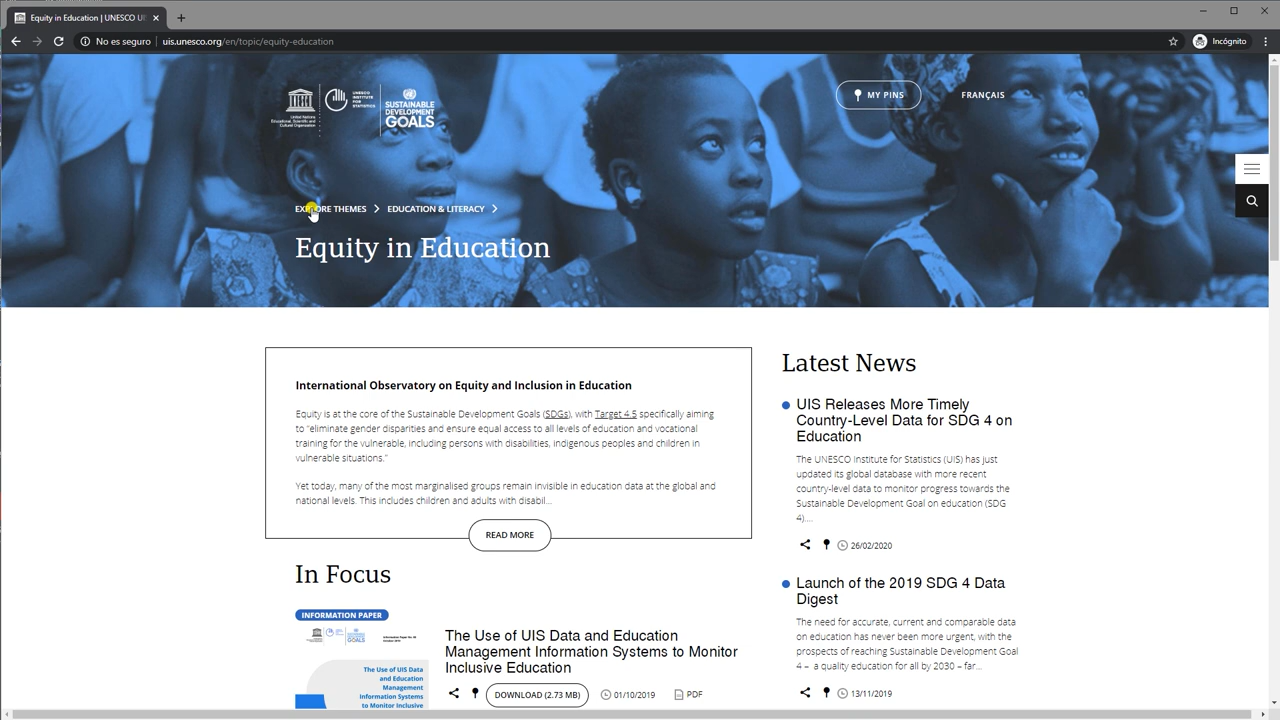 Equity in Education | UNESCO UI
No es seguro
uis.unesco.org/en/topic/equity-education
Incógnito
United Nations
Educational, Scientific and
Cultural Organization
UNESCO
INSTITUTE
FOR
STATISTICS
SUSTAINABLE
DEVELOPMENT
GOALS
MY PINS
FRANÇAIS
EXPLORE THEMES
EDUCATION & LITERACY
Equity in Education
International Observatory on Equity and Inclusion in Education
Equity is at the core of the Sustainable Development Goals (SDGs), with Target 4.5 specifically aiming
to "eliminate gender disparities and ensure equal access to all levels of education and vocational
training for the vulnerable, including persons with disabilities, indigenous peoples and children in
vulnerable situations."
Yet today, many of the most marginalised groups remain invisible in education data at the global and
national levels. This includes children and adults with disabil...
READ MORE
In Focus
INFORMATION PAPER
SUSTAINABLE
DEVELOPMENT
GOALS
The Use of UIS Data
and Education
Management
Information Systems
to Monitor Inclusive
The Use of UIS Data and Education
Management Information Systems to Monitor
Inclusive Education
DOWNLOAD (2.73 MB)
01/10/2019
PDF
Latest News
UIS Releases More Timely
Country-Level Data for SDG 4 on
Education
The UNESCO Institute for Statistics (UIS) has just
updated its global database with more recent
country-level data to monitor progress towards the
Sustainable Development Goal on education (SDG
4)....
26/02/2020
Launch of the 2019 SDG 4 Data
Digest
The need for accurate, current and comparable data
on education has never been more urgent, with the
prospects of reaching Sustainable Development Goal
4 – a quality education for all by 2030 – far...
13/11/2019